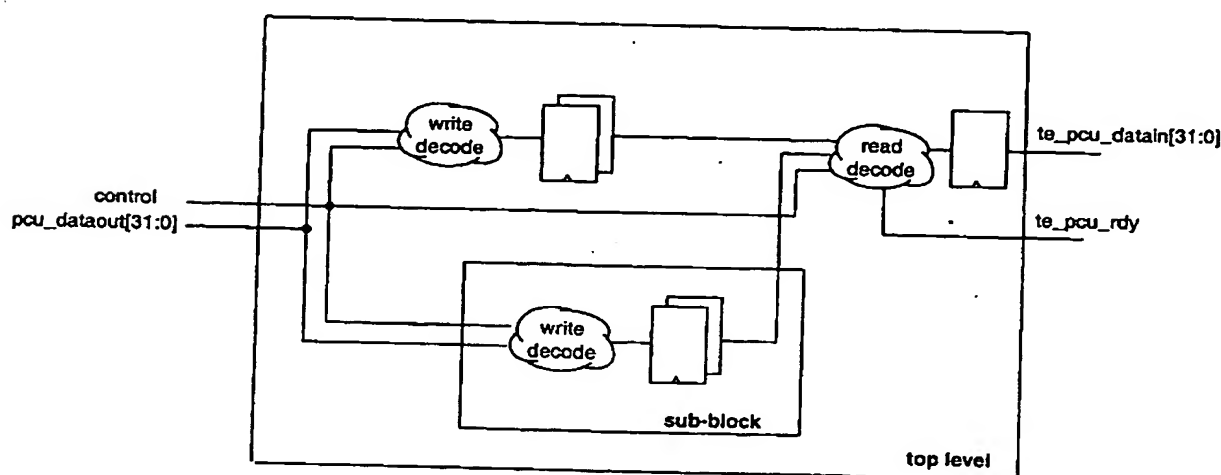 write
decode
read
decode
te_pcu_datain[31:0]
control
pcu_dataout[31:0]
te_pcu_rdy
write
decode
sub-block
top level